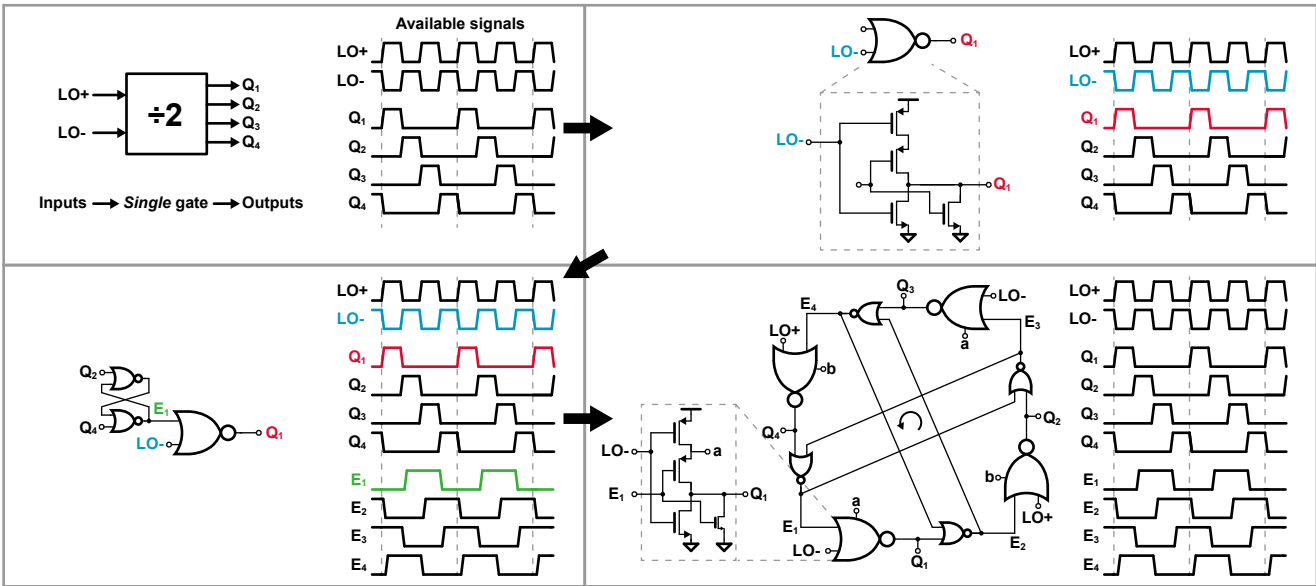 Available signals
LO+
LO-
÷2
Q1
Q2
Q3
Q4
Inputs → Single gate → Outputs
LO+
LO-
Q1
Q2
Q3
Q4
LO-
Q1
LO-
Q1
LO+
LO-
Q1
Q2
Q3
Q4
Q2
Q4
E1
LO-
Q1
LO+
LO-
Q1
Q2
Q3
Q4
E1
E2
E3
E4
LO-
a
E1
Q1
Q3
E4
LO-
LO+
a
E3
b
Q4
Q2
b
LO+
E1
a
LO-
Q1
E2
LO+
LO-
Q1
Q2
Q3
Q4
E1
E2
E3
E4